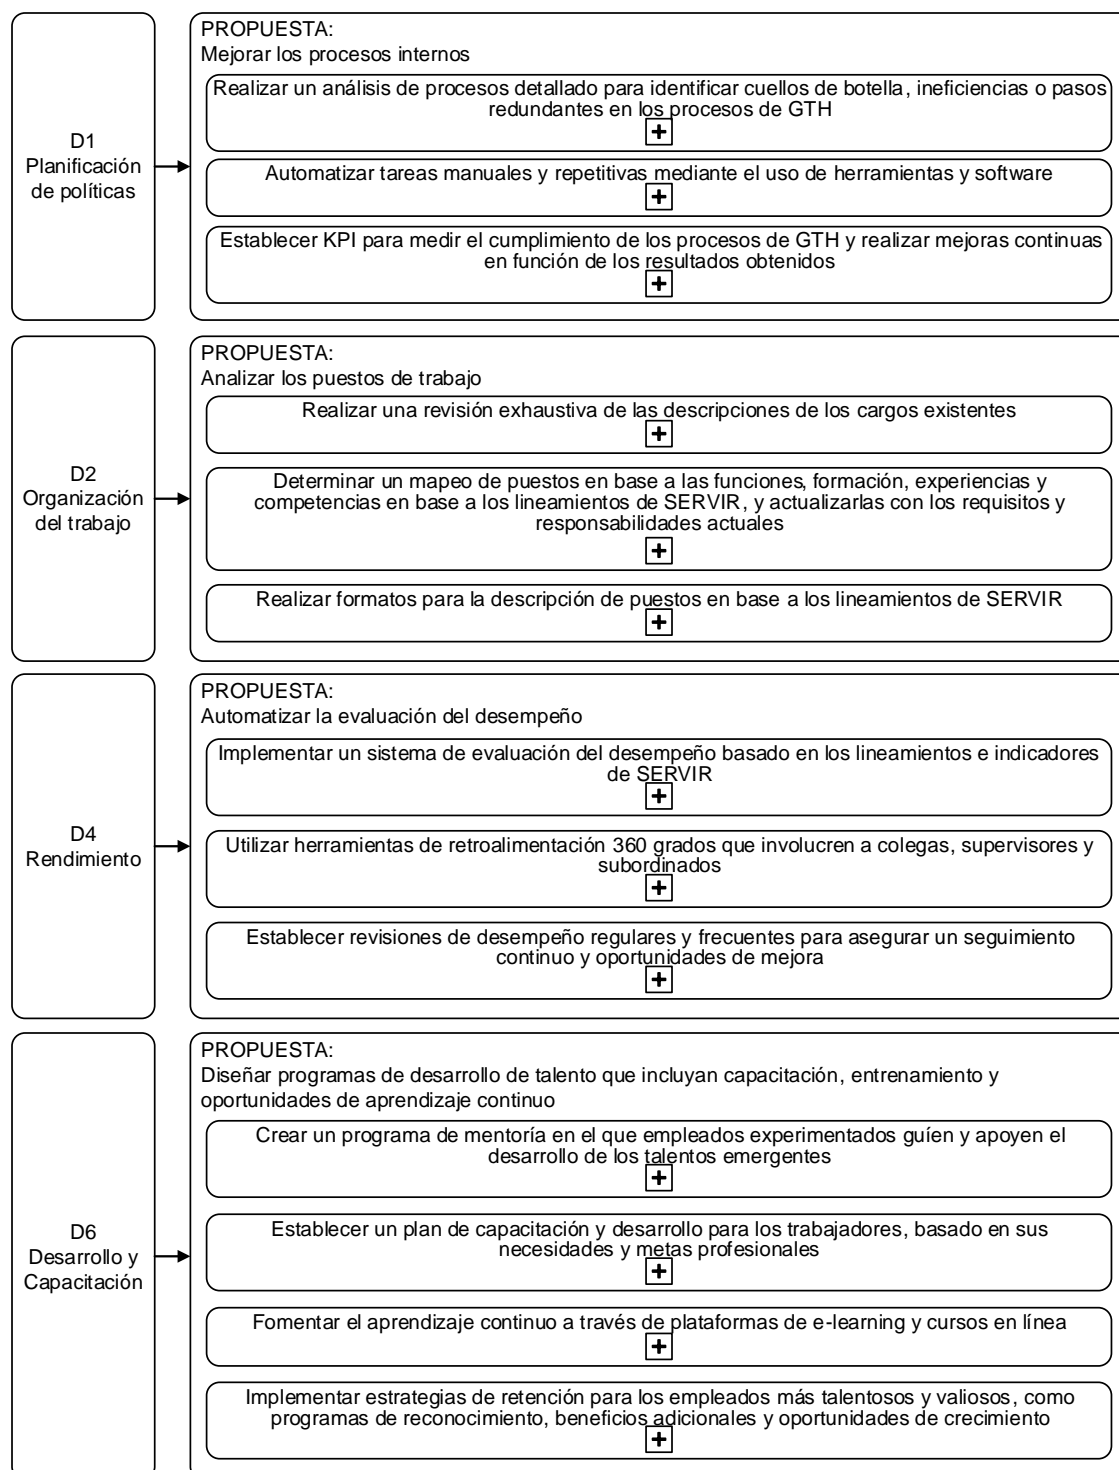 D1
Planificación
de políticas
PROPUESTA:
Mejorar los procesos internos
Realizar un análisis de procesos detallado para identificar cuellos de botella, ineficiencias o pasos
redundantes en los procesos de GTH
Automatizar tareas manuales y repetitivas mediante el uso de herramientas y software
Establecer KPI para medir el cumplimiento de los procesos de GTH y realizar mejoras continuas
en función de los resultados obtenidos
D2
Organización
del trabajo
PROPUESTA:
Analizar los puestos de trabajo
Realizar una revisión exhaustiva de las descripciones de los cargos existentes
Determinar un mapeo de puestos en base a las funciones, formación, experiencias y
competencias en base a los lineamientos de SERVIR, y actualizarlas con los requisitos y
responsabilidades actuales
Realizar formatos para la descripción de puestos en base a los lineamientos de SERVIR
D4
Rendimiento
PROPUESTA:
Automatizar la evaluación del desempeño
Implementar un sistema de evaluación del desempeño basado en los lineamientos e indicadores
de SERVIR
Utilizar herramientas de retroalimentación 360 grados que involucren a colegas, supervisores y
subordinados
Establecer revisiones de desempeño regulares y frecuentes para asegurar un seguimiento
continuo y oportunidades de mejora
D6
Desarrollo y
Capacitación
PROPUESTA:
Diseñar programas de desarrollo de talento que incluyan capacitación, entrenamiento y
oportunidades de aprendizaje continuo
Crear un programa de mentoría en el que empleados experimentados guíen y apoyen el
desarrollo de los talentos emergentes
Establecer un plan de capacitación y desarrollo para los trabajadores, basado en sus
necesidades y metas profesionales
Fomentar el aprendizaje continuo a través de plataformas de e-learning y cursos en línea
Implementar estrategias de retención para los empleados más talentosos y valiosos, como
programas de reconocimiento, beneficios adicionales y oportunidades de crecimiento